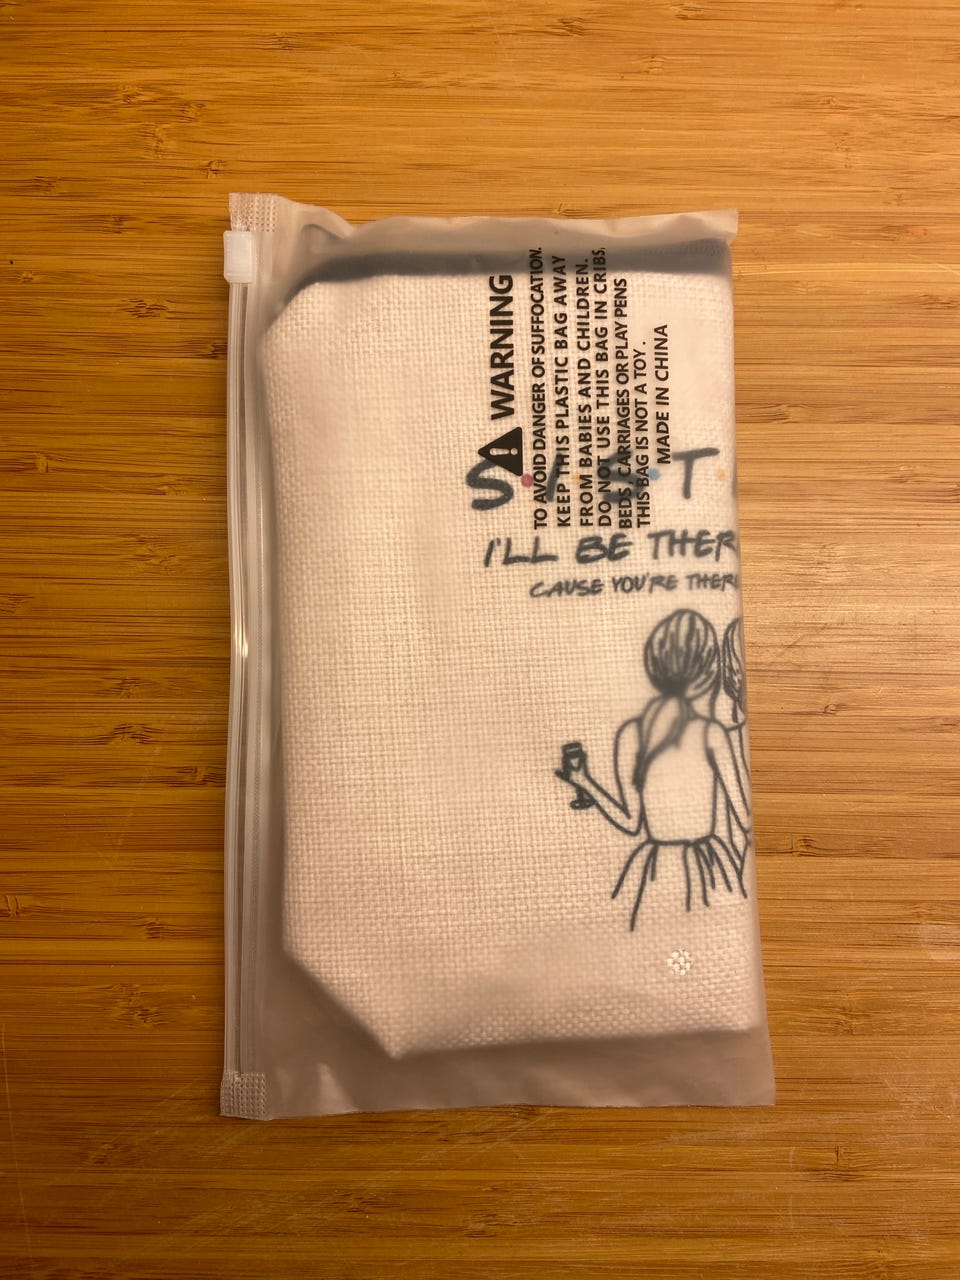 WARNING
TO AVOID DANGER OF SUFFOCATION.
KEEP THIS PLASTIC BAG AWAY
FROM BABIES AND CHILDREN.
DO NOT USE THIS BAG IN CRIBS,
BEDS, CARRIAGES OR PLAY PENS
THIS BAG IS NOT A TOY.
MADE IN CHINA
I'LL BE THER
CAUSE YOU'RE THER